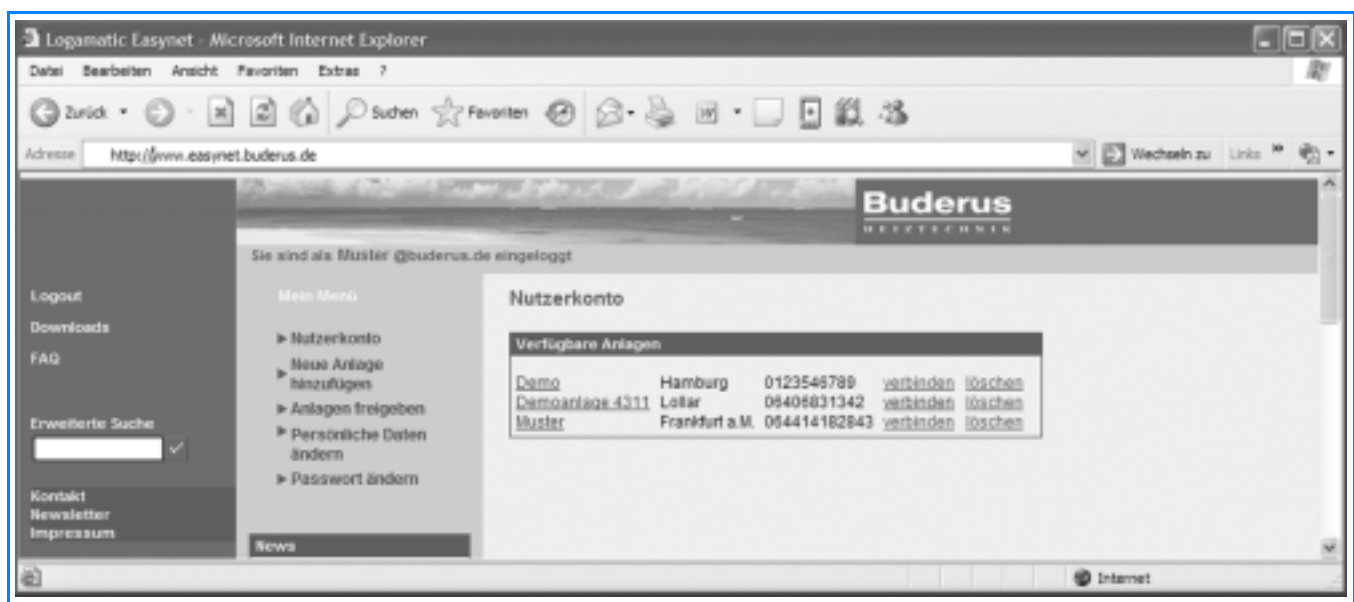 Logamatic Easynet - Microsoft Internet Explorer
Datei Bearbeiten Ansicht Favoriten Extras ?
Zurück Suchen Favoriten
Adresse http://www.easynet.buderus.de Wechseln zu Links »
Buderus
HEIZTECHNIK
Sie sind als Muster @buderus.de eingeloggt
Logout
Downloads
FAQ
Erweiterte Suche
Kontakt
Newsletter
Impressum
Mein Menü
Nutzerkonto
Neue Anlage
hinzufügen
Anlagen freigeben
Persönliche Daten
ändern
Passwort ändern
News
Nutzerkonto
Verfügbare Anlagen
Demo Hamburg 0123546789 verbinden löschen
Demoanlage 4311 Lollar 06406831342 verbinden löschen
Muster Frankfurt a.M. 064414182843 verbinden löschen
Internet